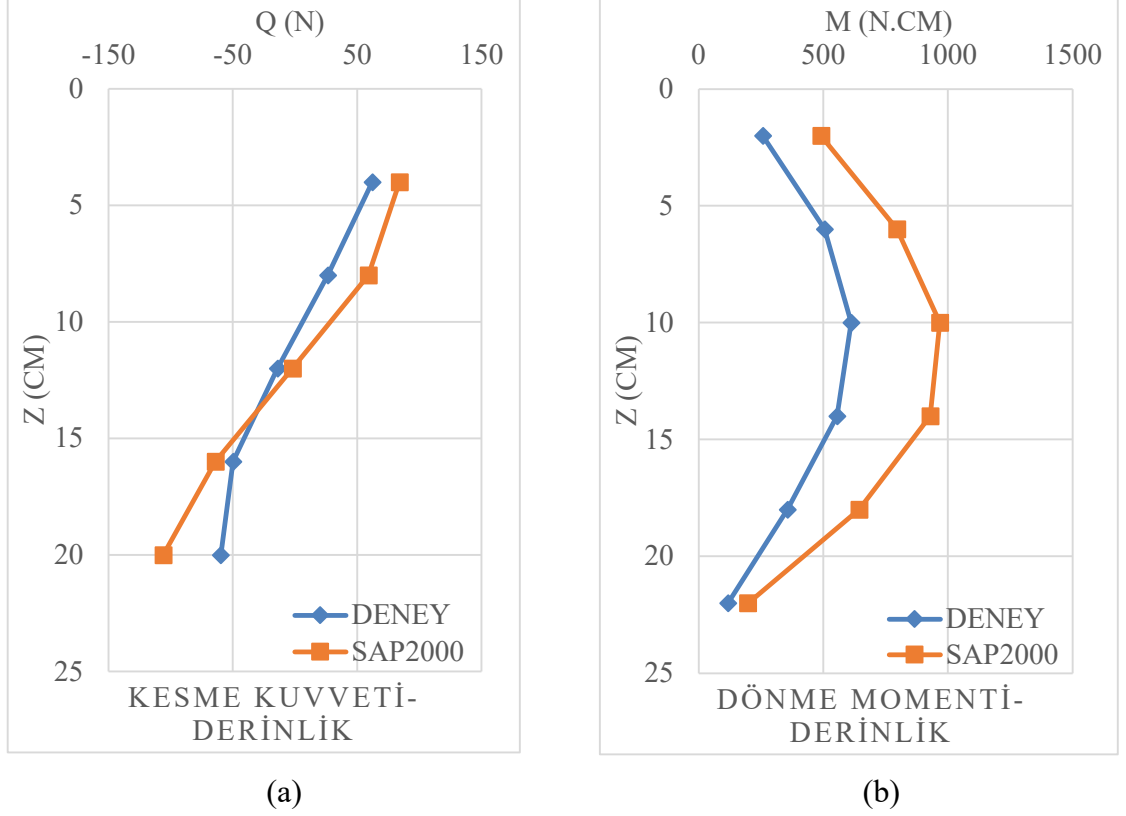 Q (N)
-150 -50 50 150
0
5
10
15
20
25
Z (CM)
DENEY
SAP2000
KESME KUVVETİ-
DERİNLİK
(a)
M (N.CM)
0 500 1000 1500
0
5
10
15
20
25
Z (CM)
DENEY
SAP2000
DÖNME MOMENTİ-
DERİNLİK
(b)